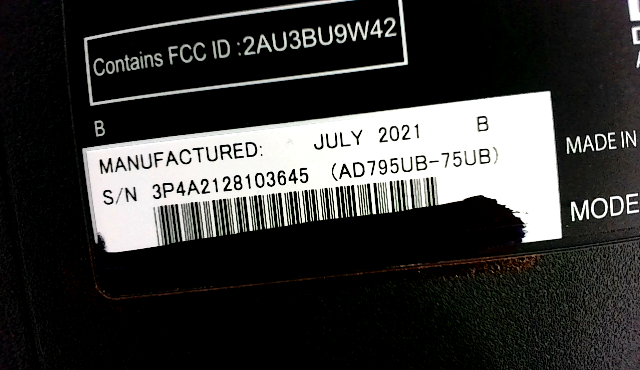 Contains FCC ID :2AU3BU9W42
B
MANUFACTURED: JULY 2021 B
S/N 3P4A2128103645 (AD795UB-75UB)
MADE IN
MODE